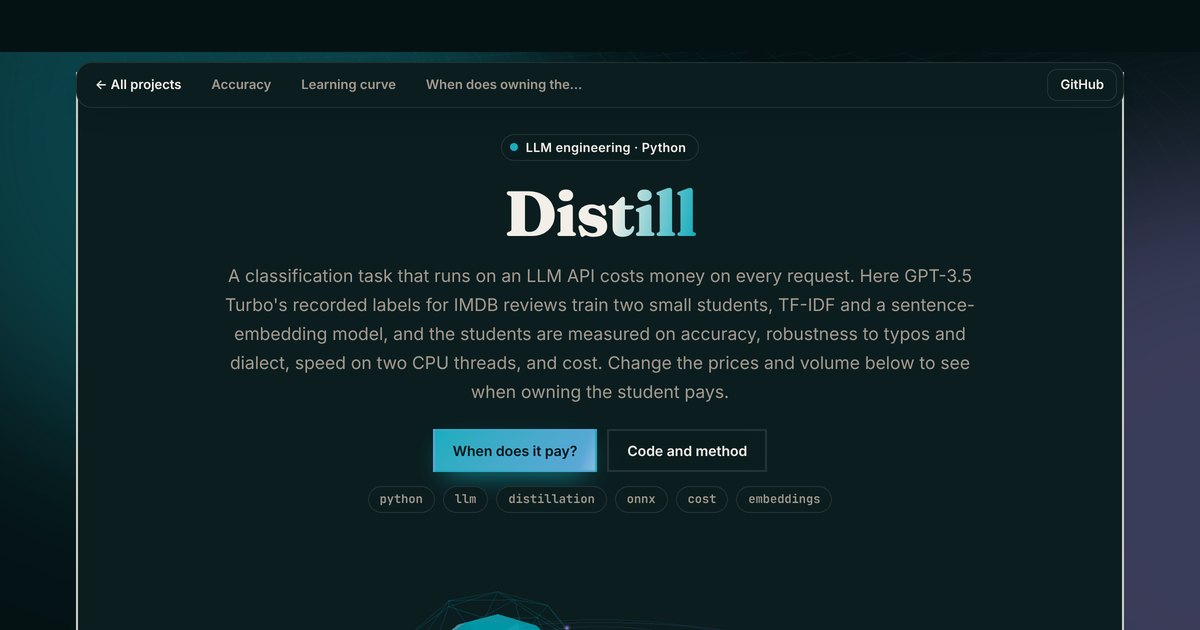 ← All projects
Accuracy
Learning curve
When does owning the…
GitHub
LLM engineering · Python
Distill
A classification task that runs on an LLM API costs money on every request. Here GPT-3.5
Turbo's recorded labels for IMDB reviews train two small students, TF-IDF and a sentence-
embedding model, and the students are measured on accuracy, robustness to typos and
dialect, speed on two CPU threads, and cost. Change the prices and volume below to see
when owning the student pays.
When does it pay?
Code and method
python
llm
distillation
onnx
cost
embeddings